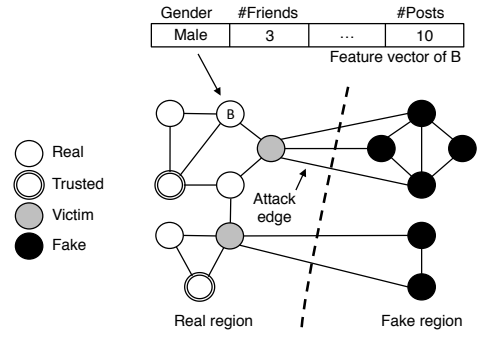 Gender #Friends #Posts
Male 3 ... 10
Feature vector of B
B
Real
Trusted
Victim
Fake
Attack
edge
Real region Fake region